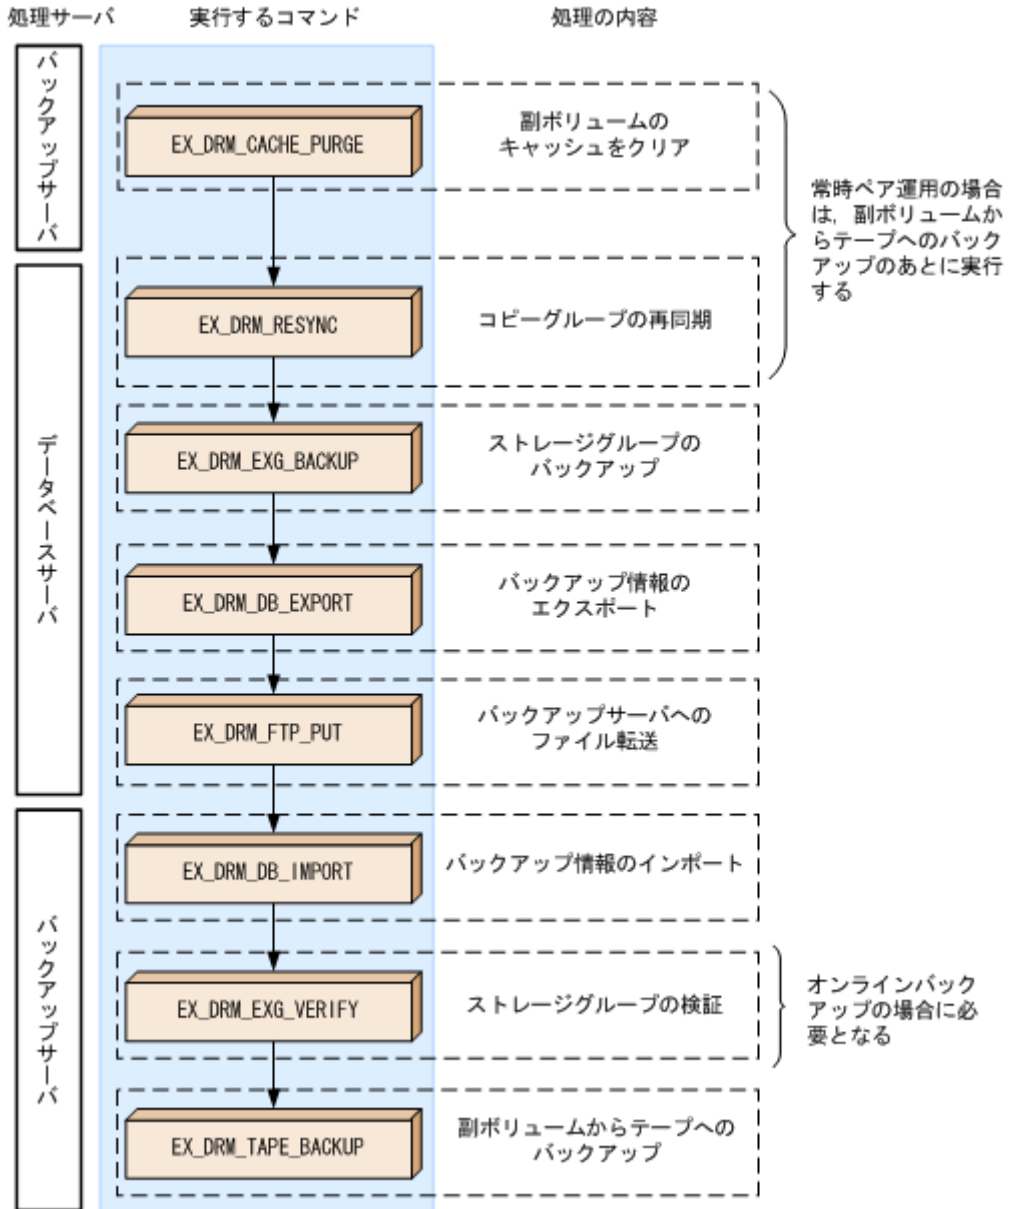 処理サーバ
実行するコマンド
処理の内容
バックアップサーバ
EX_DRM_CACHE_PURGE
副ボリュームの
キャッシュをクリア
常時ペア運用の場合
は，副ボリュームか
らテープへのバック
アップのあとに実行
する
データベースサーバ
EX_DRM_RESYNC
コピーグループの再同期
EX_DRM_EXG_BACKUP
ストレージグループの
バックアップ
EX_DRM_DB_EXPORT
バックアップ情報の
エクスポート
EX_DRM_FTP_PUT
バックアップサーバへの
ファイル転送
バックアップサーバ
EX_DRM_DB_IMPORT
バックアップ情報のインポート
EX_DRM_EXG_VERIFY
ストレージグループの検証
オンラインバック
アップの場合に必
要となる
EX_DRM_TAPE_BACKUP
副ボリュームからテープへの
バックアップ